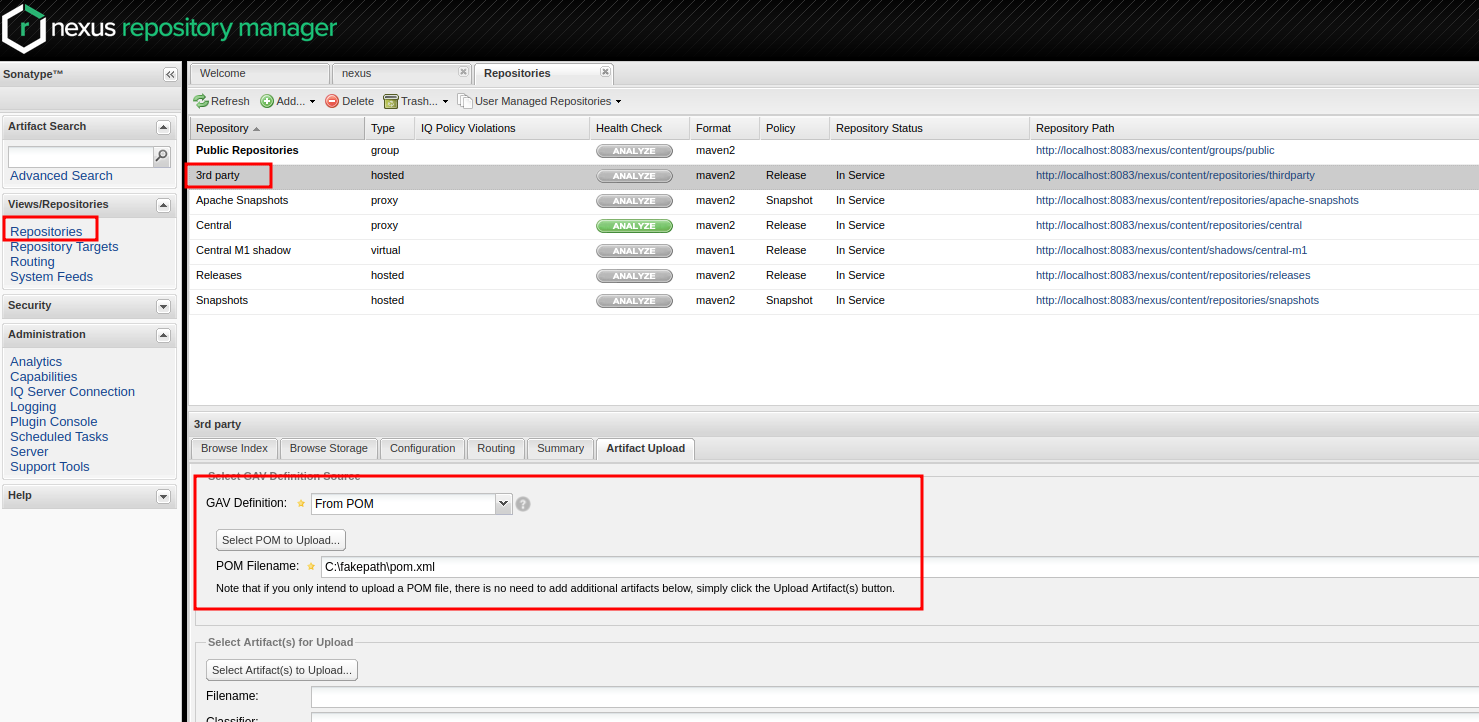 nexus repository manager
Sonatype™
Welcome
nexus
Repositories
Refresh
Add...
Delete
Trash...
User Managed Repositories
Artifact Search
Advanced Search
Views/Repositories
Repositories
Repository Targets
Routing
System Feeds
Security
Administration
Analytics
Capabilities
IQ Server Connection
Logging
Plugin Console
Scheduled Tasks
Server
Support Tools
Help
Repository Type IQ Policy Violations Health Check Format Policy Repository Status Repository Path
Public Repositories group ANALYZE maven2 http://localhost:8083/nexus/content/groups/public
3rd party hosted ANALYZE maven2 Release In Service http://localhost:8083/nexus/content/repositories/thirdparty
Apache Snapshots proxy ANALYZE maven2 Snapshot In Service http://localhost:8083/nexus/content/repositories/apache-snapshots
Central proxy ANALYZE maven2 Release In Service http://localhost:8083/nexus/content/repositories/central
Central M1 shadow virtual ANALYZE maven1 Release In Service http://localhost:8083/nexus/content/shadows/central-m1
Releases hosted ANALYZE maven2 Release In Service http://localhost:8083/nexus/content/repositories/releases
Snapshots hosted ANALYZE maven2 Snapshot In Service http://localhost:8083/nexus/content/repositories/snapshots
3rd party
Browse Index
Browse Storage
Configuration
Routing
Summary
Artifact Upload
Select GAV Definition Source
GAV Definition: From POM
Select POM to Upload...
POM Filename: C:\fakepath\pom.xml
Note that if you only intend to upload a POM file, there is no need to add additional artifacts below, simply click the Upload Artifact(s) button.
Select Artifact(s) for Upload
Select Artifact(s) to Upload...
Filename:
Classifier: